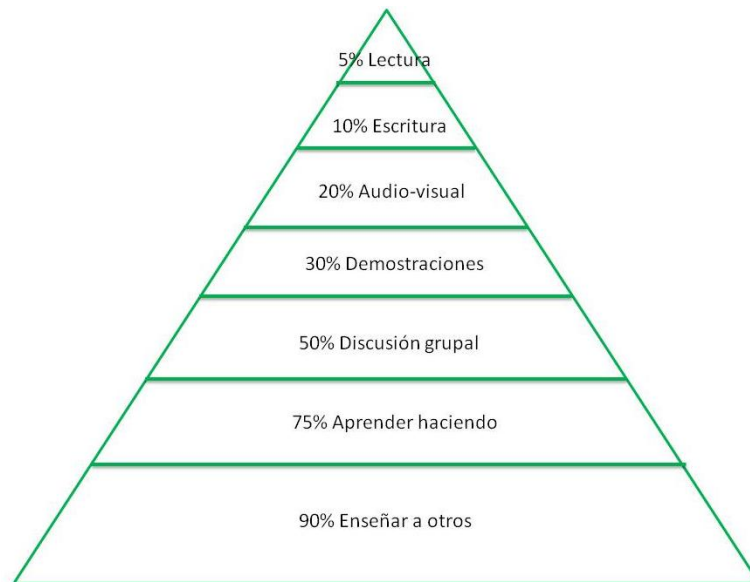 5% Lectura
10% Escritura
20% Audio-visual
30% Demostraciones
50% Discusión grupal
75% Aprender haciendo
90% Enseñar a otros